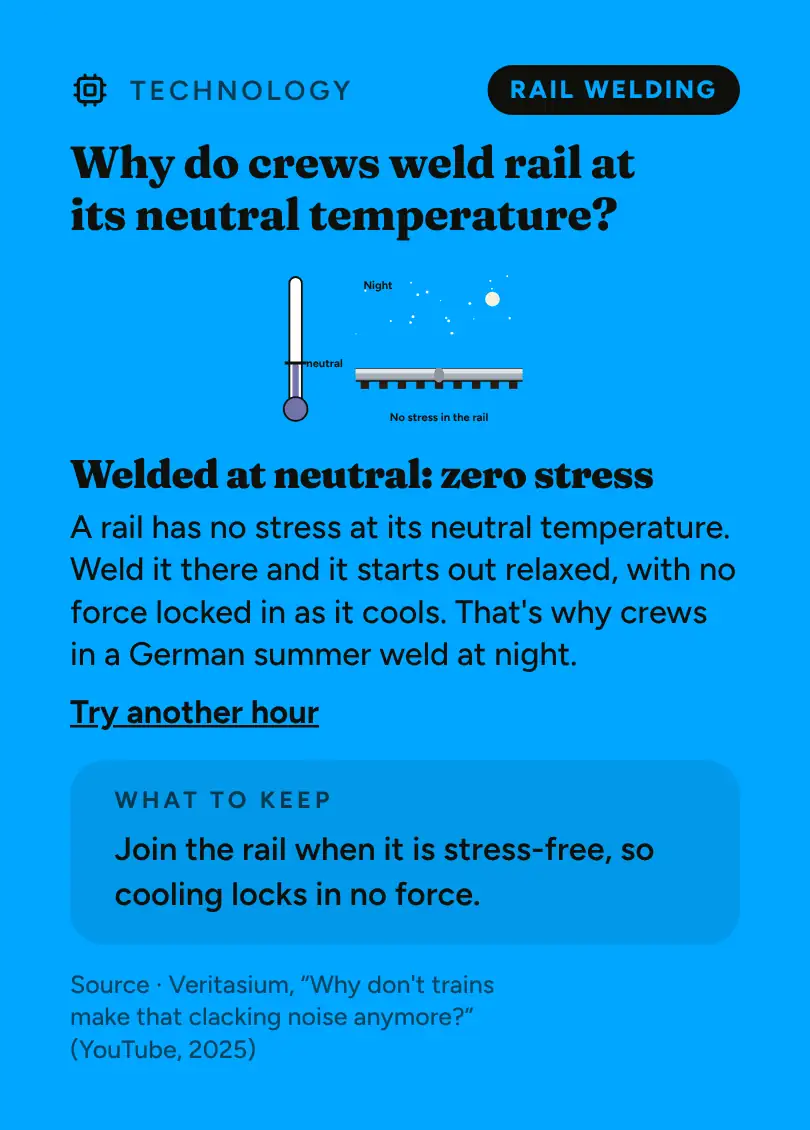 TECHNOLOGY
RAIL WELDING
Why do crews weld rail at
its neutral temperature?
Night
neutral
No stress in the rail
Welded at neutral: zero stress
A rail has no stress at its neutral temperature.
Weld it there and it starts out relaxed, with no
force locked in as it cools. That's why crews
in a German summer weld at night.
Try another hour
WHAT TO KEEP
Join the rail when it is stress-free, so
cooling locks in no force.
Source · Veritasium, “Why don't trains
make that clacking noise anymore?”
(YouTube, 2025)